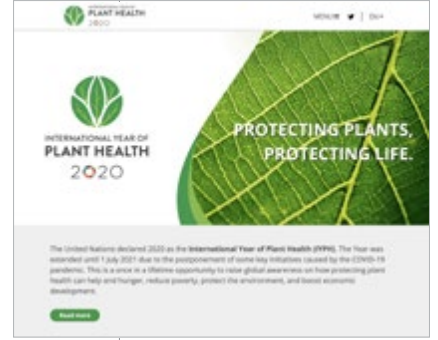 INTERNATIONAL YEAR OF
PLANT HEALTH
2020
MENU
EN
INTERNATIONAL YEAR OF
PLANT HEALTH
2020
PROTECTING PLANTS,
PROTECTING LIFE.
The United Nations declared 2020 as the International Year of Plant Health (IYPH). The Year was
extended until 1 July 2021 due to the postponement of some key initiatives caused by the COVID-19
pandemic. This is a once in a lifetime opportunity to raise global awareness on how protecting plant
health can help end hunger, reduce poverty, protect the environment, and boost economic
development.
Read more